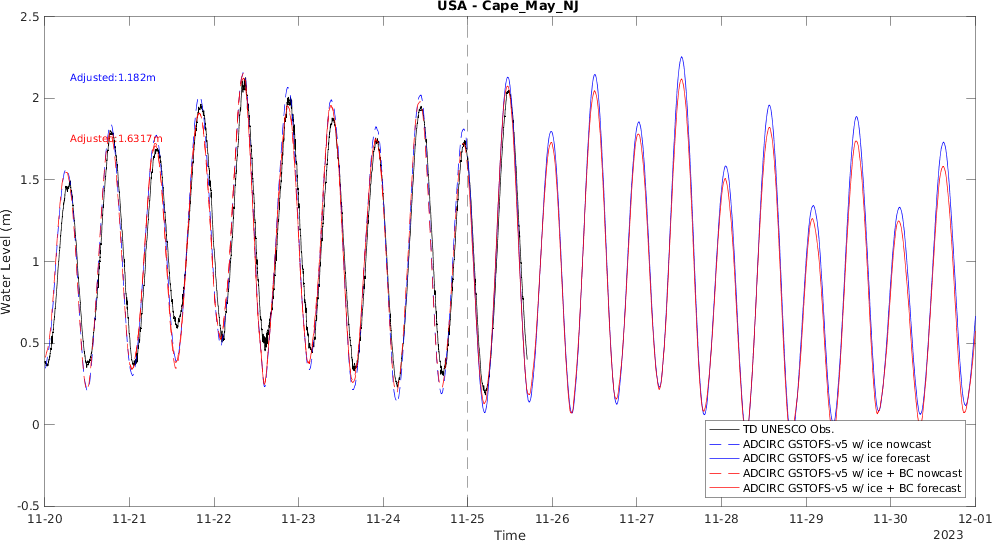 USA - Cape_May_NJ
2.5
2
1.5
1
0.5
0
-0.5
Water Level (m)
Adjusted:1.182m
Adjusted:1.6317m
TD UNESCO Obs.
ADCIRC GSTOFS-v5 w/ ice nowcast
ADCIRC GSTOFS-v5 w/ ice forecast
ADCIRC GSTOFS-v5 w/ ice + BC nowcast
ADCIRC GSTOFS-v5 w/ ice + BC forecast
11-20 11-21 11-22 11-23 11-24 11-25 11-26 11-27 11-28 11-29 11-30 12-01
Time
2023